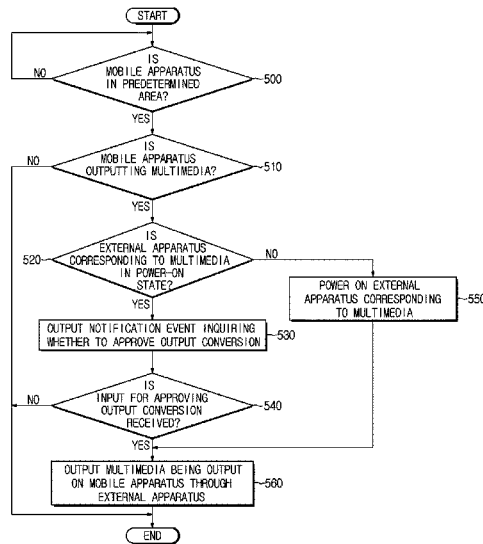 START
IS
MOBILE APPARATUS
IN PREDETERMINED
AREA?
NO
500
YES
IS
MOBILE APPARATUS
OUTPUTTING MULTIMEDIA?
NO
510
YES
IS
EXTERNAL APPARATUS
CORRESPONDING TO MULTIMEDIA
IN POWER-ON
STATE?
520
NO
YES
POWER ON EXTERNAL
APPARATUS CORRESPONDING
TO MULTIMEDIA
550
OUTPUT NOTIFICATION EVENT INQUIRING
WHETHER TO APPROVE OUTPUT CONVERSION
530
IS
INPUT FOR APPROVING
OUTPUT CONVERSION
RECEIVED?
NO
540
YES
OUTPUT MULTIMEDIA BEING OUTPUT
ON MOBILE APPARATUS THROUGH
EXTERNAL APPARATUS
560
END